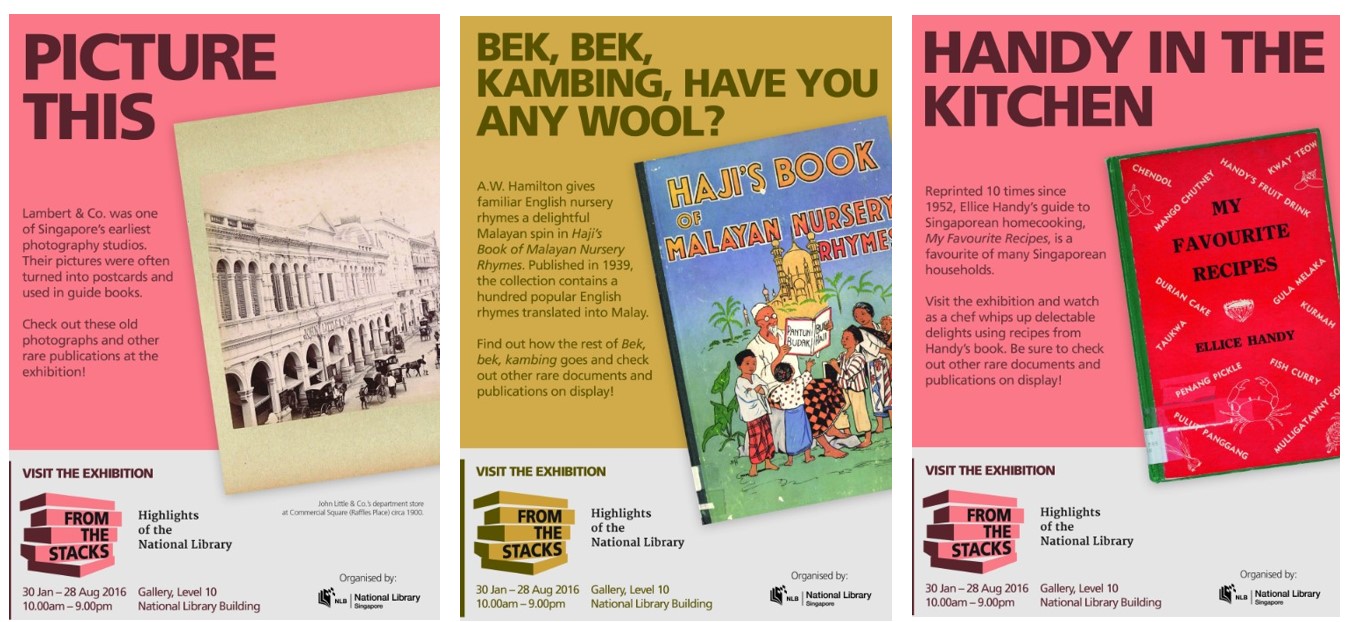 PICTURE
THIS
Lambert & Co. was one
of Singapore's earliest
photography studios.
Their pictures were often
turned into postcards and
used in guide books.
Check out these old
photographs and other
rare publications at the
exhibition!
VISIT THE EXHIBITION
FROM
THE
STACKS
Highlights
of the
National Library
John Little & Co.'s department store
at Commercial Square (Raffles Place) circa 1900.
30 Jan – 28 Aug 2016
10.00am – 9.00pm
Gallery, Level 10
National Library Building
Organised by:
NLB National Library
Singapore
BEK, BEK,
KAMBING, HAVE YOU
ANY WOOL?
A.W. Hamilton gives
familiar English nursery
rhymes a delightful
Malayan spin in Haji's
Book of Malayan Nursery
Rhymes. Published in 1939,
the collection contains a
hundred popular English
rhymes translated into Malay.
Find out how the rest of Bek,
bek, kambing goes and check
out other rare documents and
publications on display!
HAJI'S BOOK
OF
MALAYAN NURSERY
RHYMES
PANTUN
BUDAK
VISIT THE EXHIBITION
FROM
THE
STACKS
Highlights
of the
National Library
30 Jan – 28 Aug 2016
10.00am – 9.00pm
Gallery, Level 10
National Library Building
Organised by:
NLB National Library
Singapore
HANDY IN THE
KITCHEN
Reprinted 10 times since
1952, Ellice Handy's guide to
Singaporean homecooking,
My Favourite Recipes, is a
favourite of many Singaporean
households.
Visit the exhibition and watch
as a chef whips up delectable
delights using recipes from
Handy's book. Be sure to check
out other rare documents and
publications on display!
CHENDOL
MANGO CHUTNEY
HANDY'S FRUIT DRINK
KWAY TEOW
MY
FAVOURITE
RECIPES
DURIAN CAKE
GULA MELAKA
TAUKWA
KURMAH
ELLICE HANDY
PENANG PICKLE
FISH CURRY
PULUT PANGGANG
MULLIGATAWNY
VISIT THE EXHIBITION
FROM
THE
STACKS
Highlights
of the
National Library
30 Jan – 28 Aug 2016
10.00am – 9.00pm
Gallery, Level 10
National Library Building
Organised by:
NLB National Library
Singapore